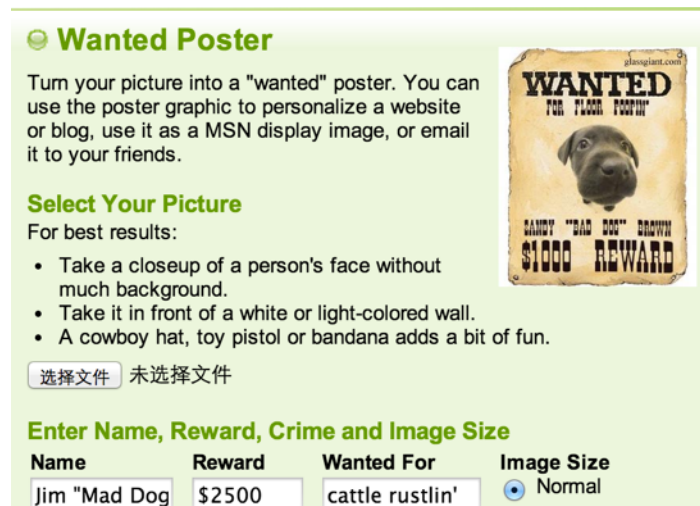 Wanted Poster
Turn your picture into a "wanted" poster. You can
use the poster graphic to personalize a website
or blog, use it as a MSN display image, or email
it to your friends.
glassgiant.com
WANTED
FOR FLOOR POOPIN'
SANDY "BAD DOG" BROWN
$1000 REWARD
Select Your Picture
For best results:
• Take a closeup of a person's face without
much background.
• Take it in front of a white or light-colored wall.
• A cowboy hat, toy pistol or bandana adds a bit of fun.
选择文件 未选择文件
Enter Name, Reward, Crime and Image Size
Name Reward Wanted For Image Size
Jim "Mad Dog $2500 cattle rustlin' Normal